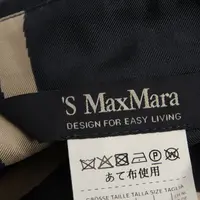 'S MaxMara
DESIGN FOR EASY LIVING
あて布使用
GROSSE TAILLE TALLA SIZE TAGLIA